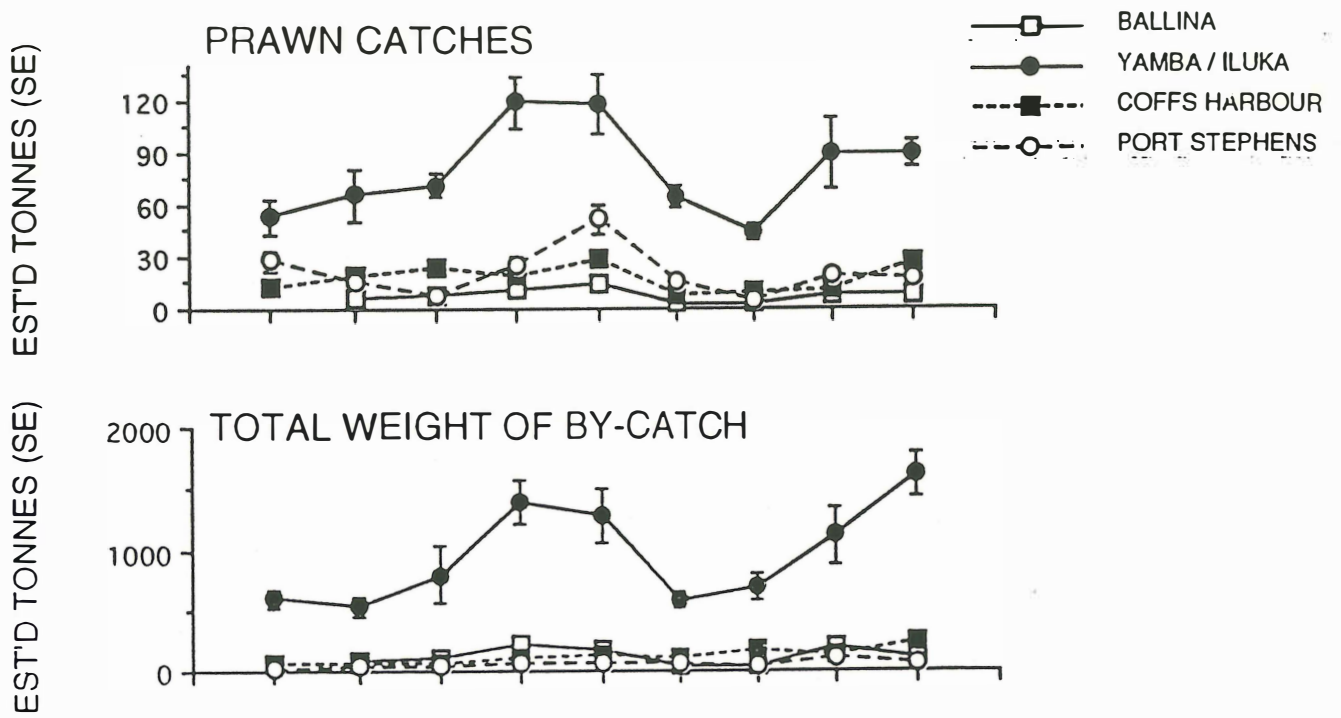 PRAWN CATCHES
EST'D TONNES (SE)
120
90
60
30
0
BALLINA
YAMBA / ILUKA
COFFS HARBOUR
PORT STEPHENS
TOTAL WEIGHT OF BY-CATCH
EST'D TONNES (SE)
2000
1000
0